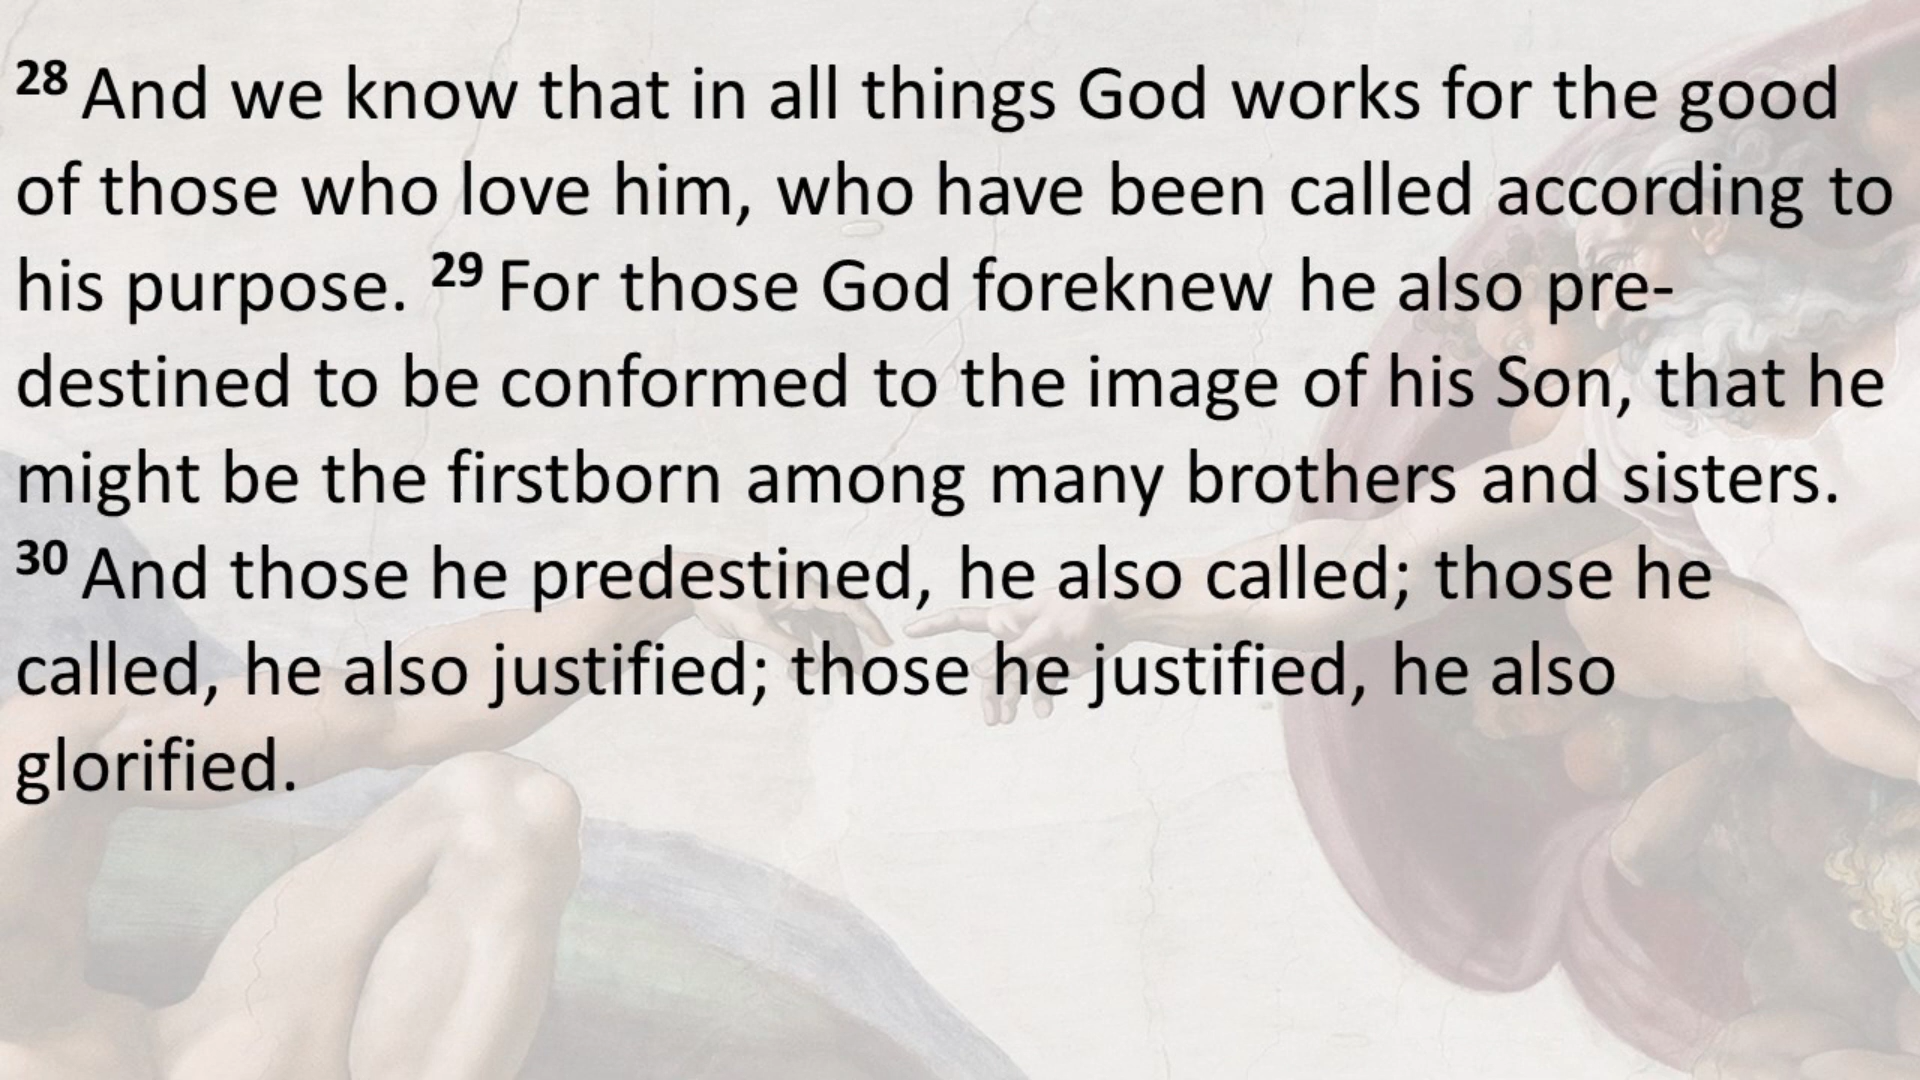 28 And we know that in all things God works for the good
of those who love him, who have been called according to
his purpose. 29 For those God foreknew he also pre-
destined to be conformed to the image of his Son, that he
might be the firstborn among many brothers and sisters.
30 And those he predestined, he also called; those he
called, he also justified; those he justified, he also
glorified.